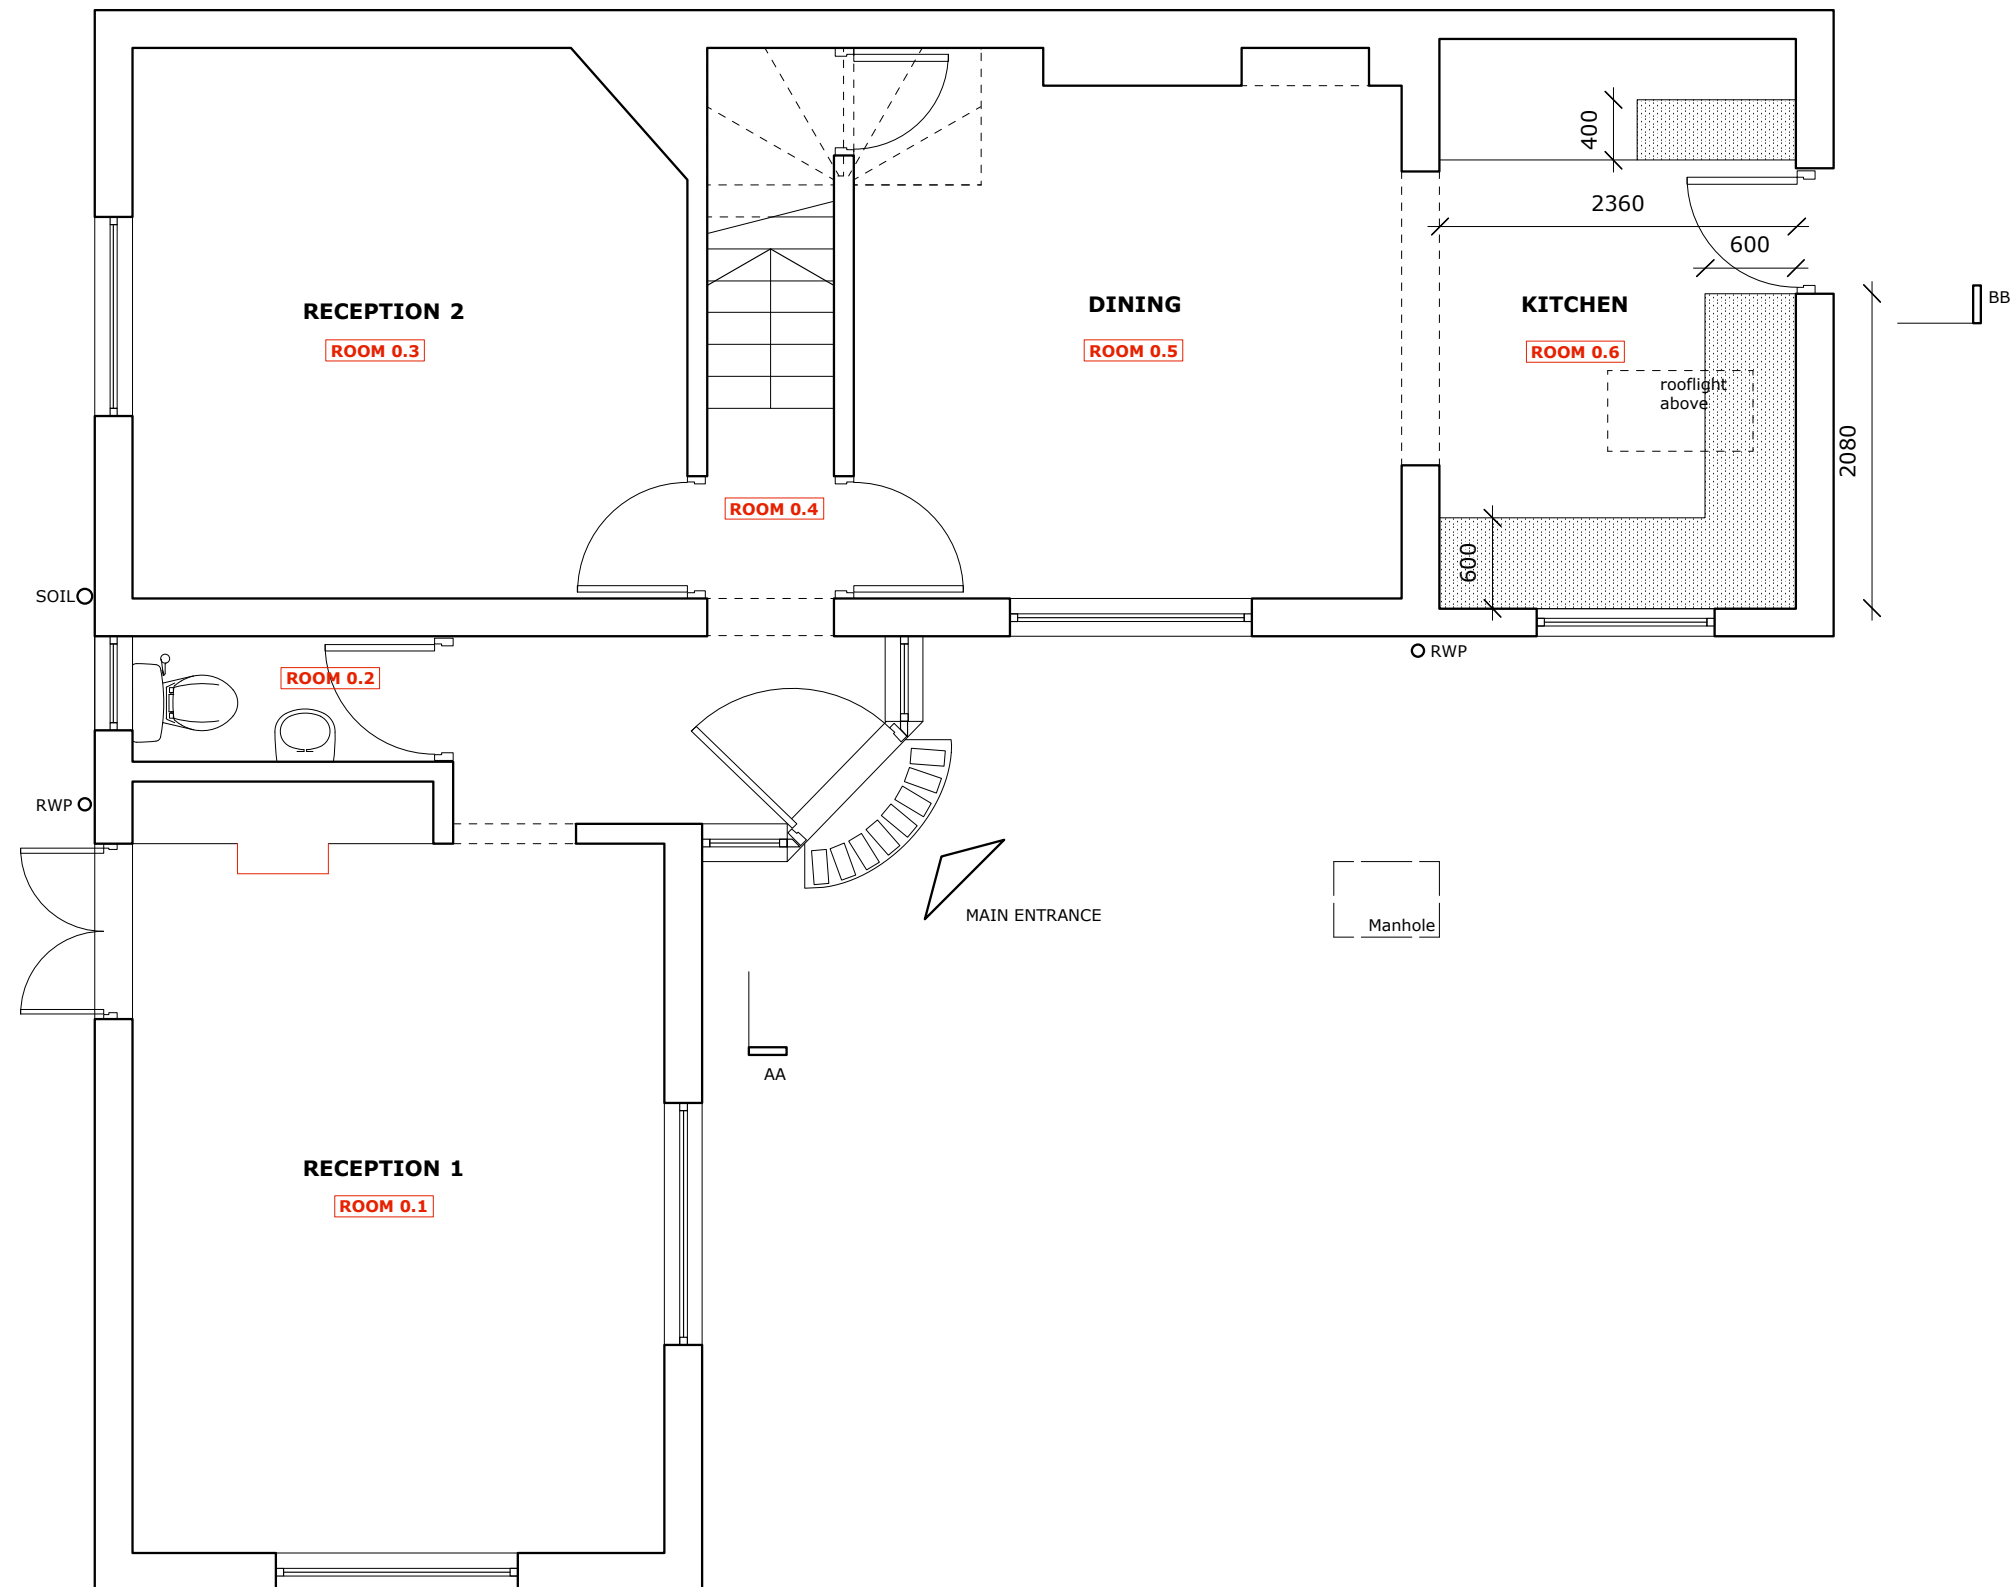 400
2360
600
RECEPTION 2
ROOM 0.3
DINING
ROOM 0.5
KITCHEN
ROOM 0.6
BB
rooflight
above
2080
ROOM 0.4
600
SOIL
RWP
ROOM 0.2
RWP
MAIN ENTRANCE
Manhole
AA
RECEPTION 1
ROOM 0.1